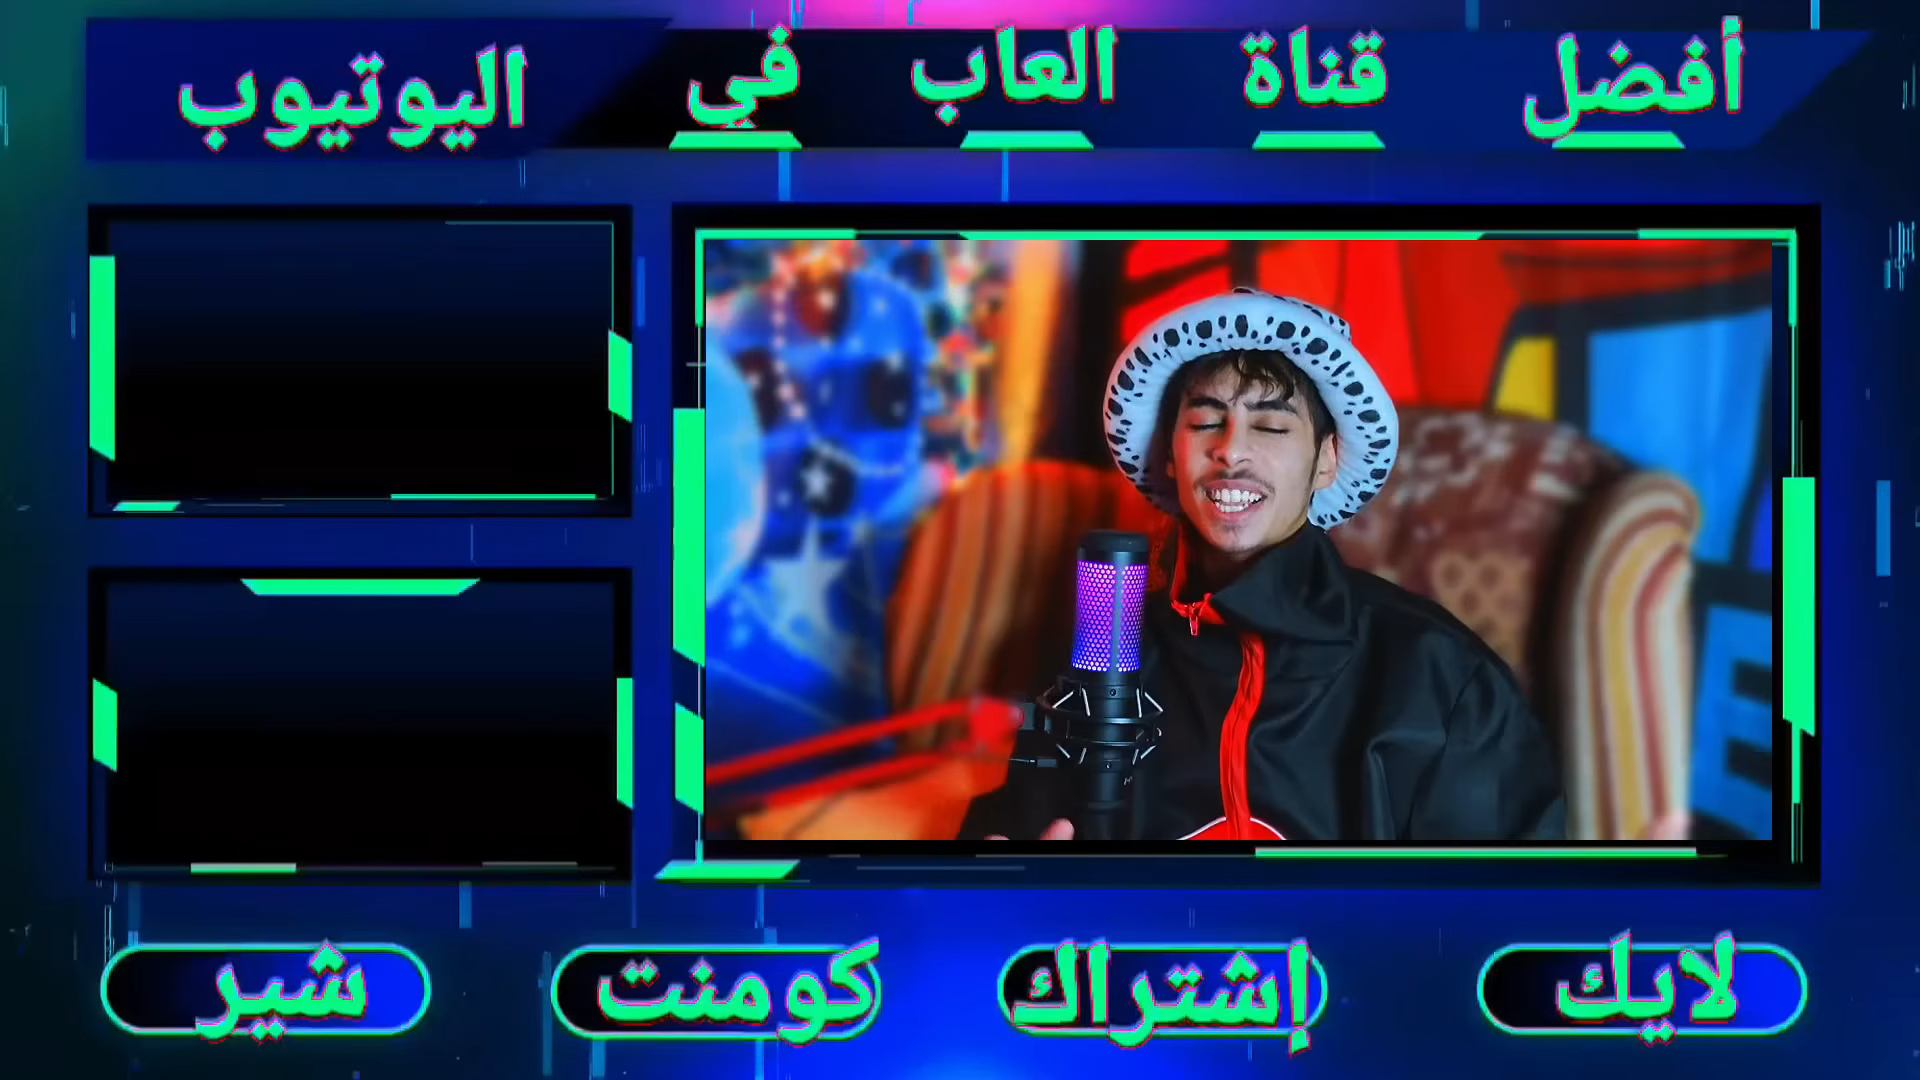 أفضل قناة العاب في اليوتيوب
لايك إشتراك كومنت شير